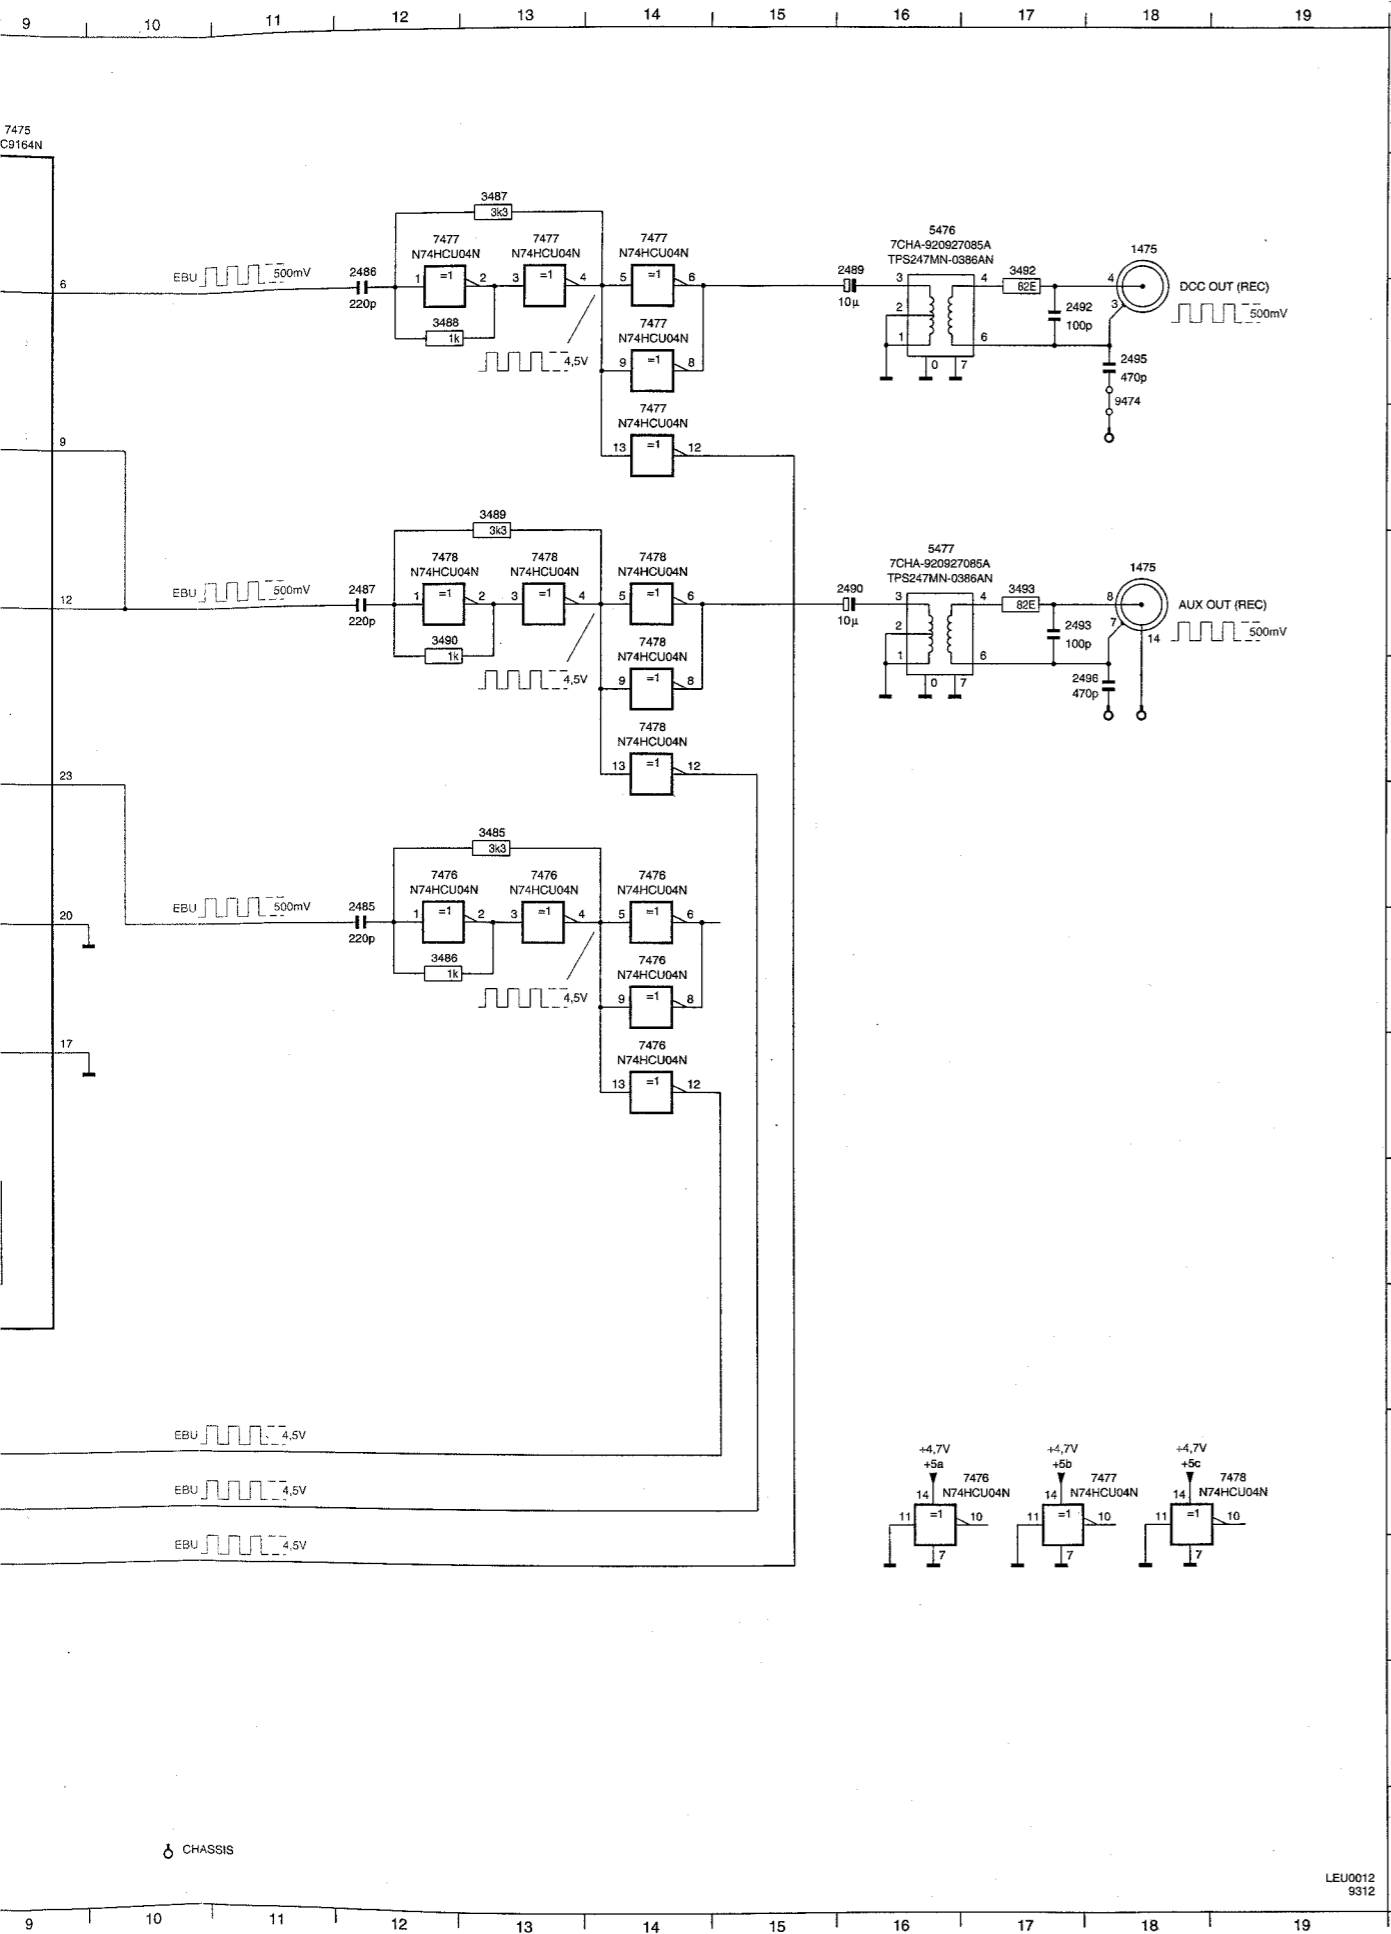 9 10 11 12 13 14 15 16 17 18 19
7475
C9164N
3487
3k3
7477
N74HCU04N
7477
N74HCU04N
7477
N74HCU04N
5476
7CHA-920927085A
TPS247MN-0386AN
1475
6
EBU
500mV
2486
220p
1 =1 2
3 =1 4
5 =1 6
2489
10µ
3
2
1
4
6
0 7
3492
82E
4
3
DCC OUT (REC)
500mV
2492
100p
3488
1k
4,5V
7477
N74HCU04N
9 =1 8
2495
470p
9474
7477
N74HCU04N
13 =1 12
9
3489
3k3
7478
N74HCU04N
7478
N74HCU04N
7478
N74HCU04N
5477
7CHA-920927085A
TPS247MN-0386AN
1475
12
EBU
500mV
2487
220p
1 =1 2
3 =1 4
5 =1 6
2490
10µ
3
2
1
4
6
0 7
3493
82E
8
7
14
AUX OUT (REC)
500mV
2493
100p
3490
1k
4,5V
7478
N74HCU04N
9 =1 8
2496
470p
7478
N74HCU04N
13 =1 12
23
3485
3k3
7476
N74HCU04N
7476
N74HCU04N
7476
N74HCU04N
20
EBU
500mV
2485
220p
1 =1 2
3 =1 4
5 =1 6
3486
1k
4,5V
7476
N74HCU04N
9 =1 8
17
7476
N74HCU04N
13 =1 12
EBU
4,5V
EBU
4,5V
EBU
4,5V
+4,7V
+5a
14
7476
N74HCU04N
11 =1 10
7
+4,7V
+5b
14
7477
N74HCU04N
11 =1 10
7
+4,7V
+5c
14
7478
N74HCU04N
11 =1 10
7
CHASSIS
LEU0012
9312
9 10 11 12 13 14 15 16 17 18 19